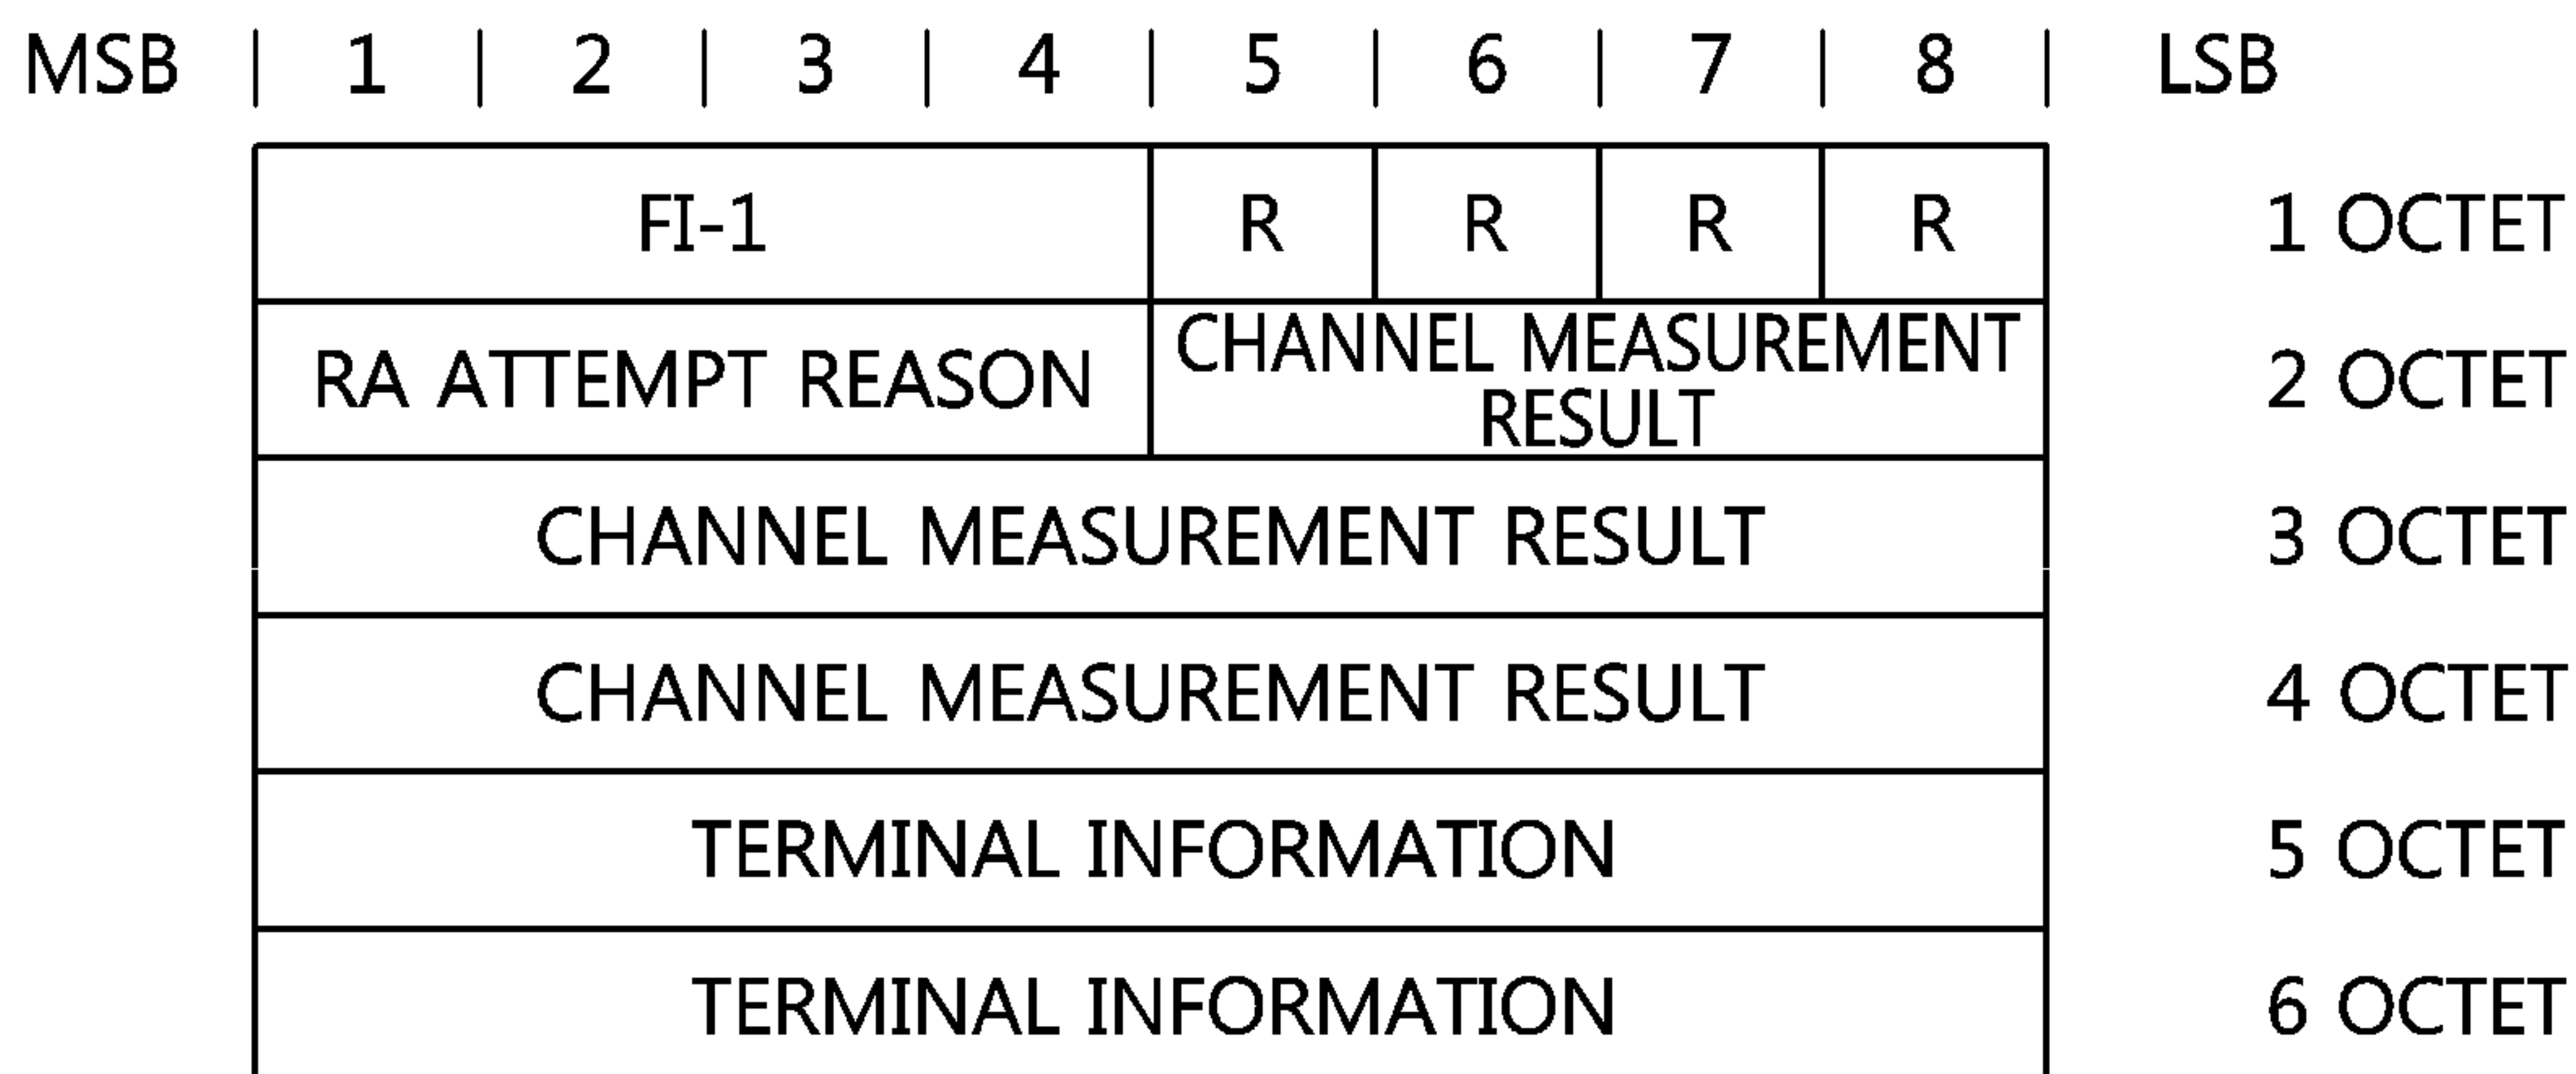 MSB | 1 | 2 | 3 | 4 | 5 | 6 | 7 | 8 | LSB
FI-1 R R R R 1 OCTET
RA ATTEMPT REASON CHANNEL MEASUREMENT RESULT 2 OCTET
CHANNEL MEASUREMENT RESULT 3 OCTET
CHANNEL MEASUREMENT RESULT 4 OCTET
TERMINAL INFORMATION 5 OCTET
TERMINAL INFORMATION 6 OCTET